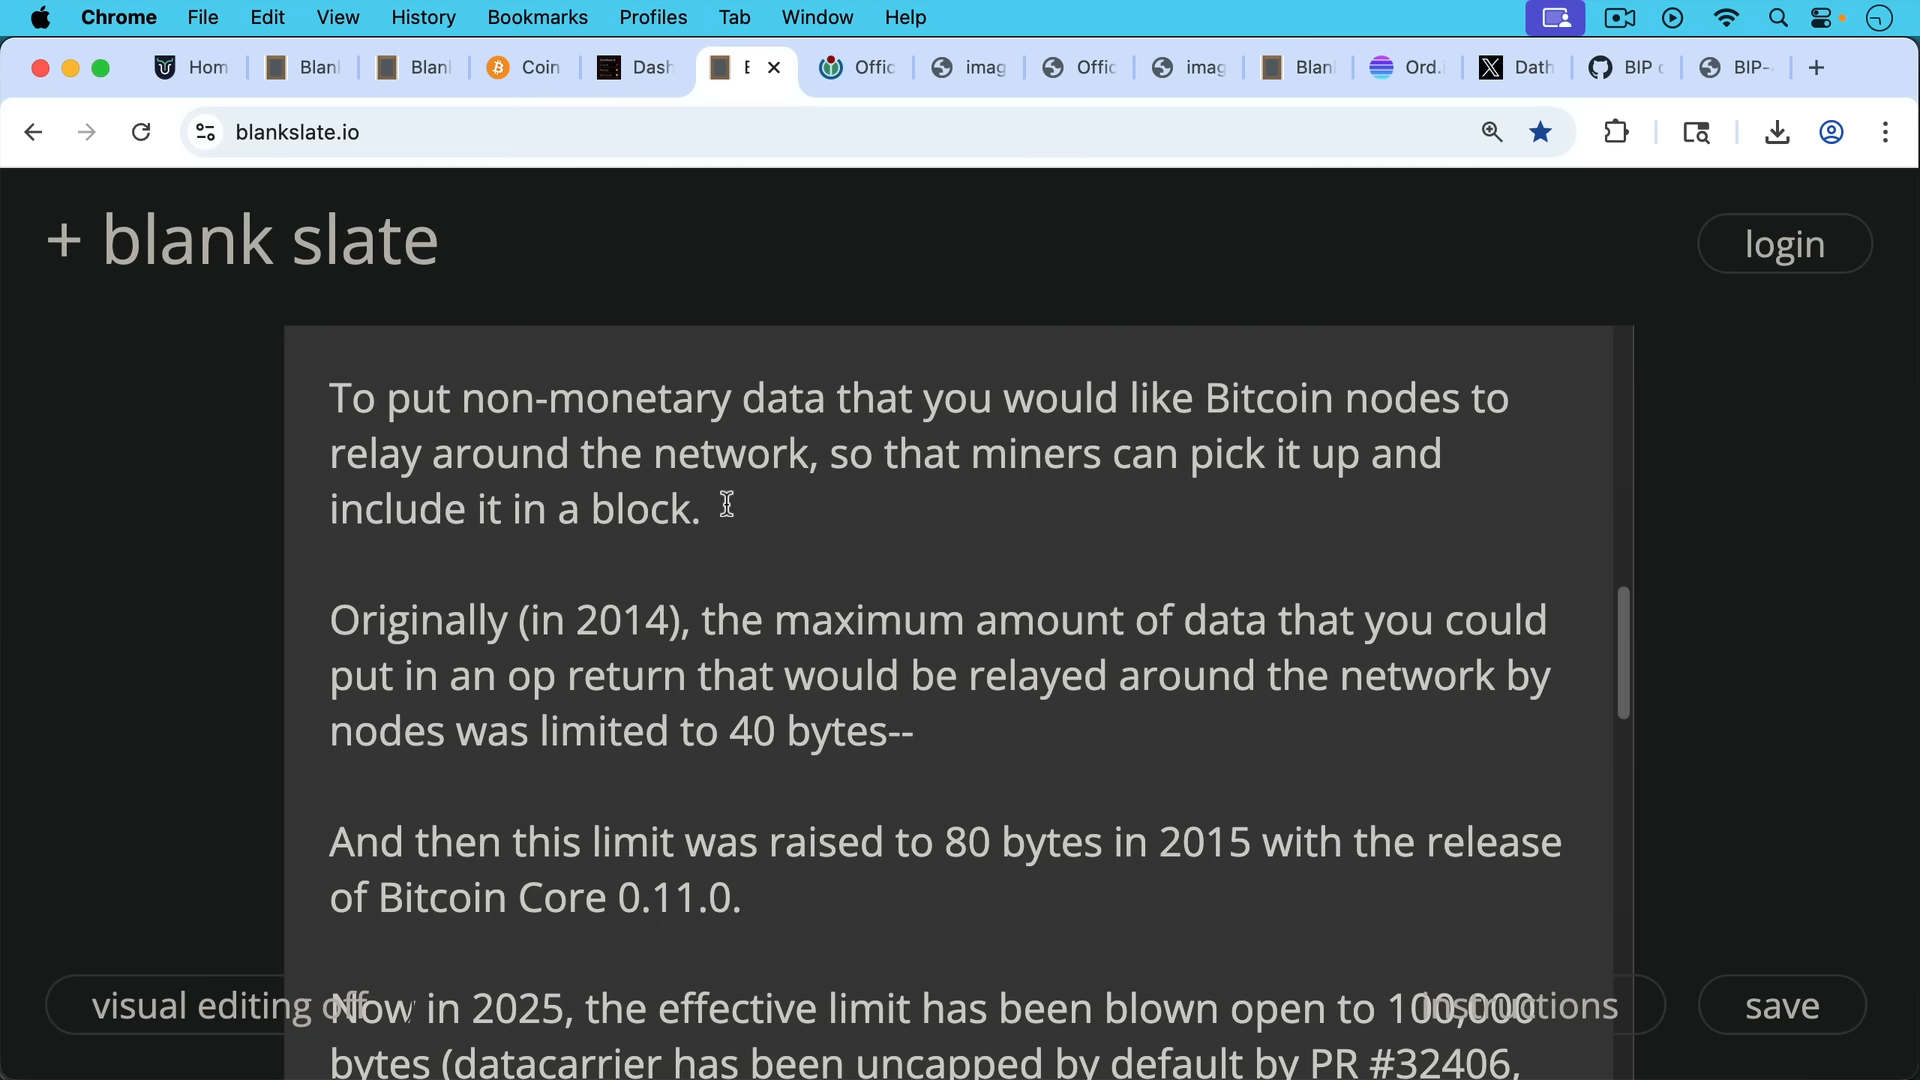 Chrome File Edit View History Bookmarks Profiles Tab Window Help
Hom Blan Blan Coin Dash E Offic imag Offic imag Blan Ord. Dath BIP BIP-
blankslate.io
+ blank slate
login
To put non-monetary data that you would like Bitcoin nodes to
relay around the network, so that miners can pick it up and
include it in a block.
Originally (in 2014), the maximum amount of data that you could
put in an op return that would be relayed around the network by
nodes was limited to 40 bytes--
And then this limit was raised to 80 bytes in 2015 with the release
of Bitcoin Core 0.11.0.
Now in 2025, the effective limit has been blown open to 100,000
visual editing off
instructions
save
bytes (datacarrier has been uncapped by default by PR #32406,